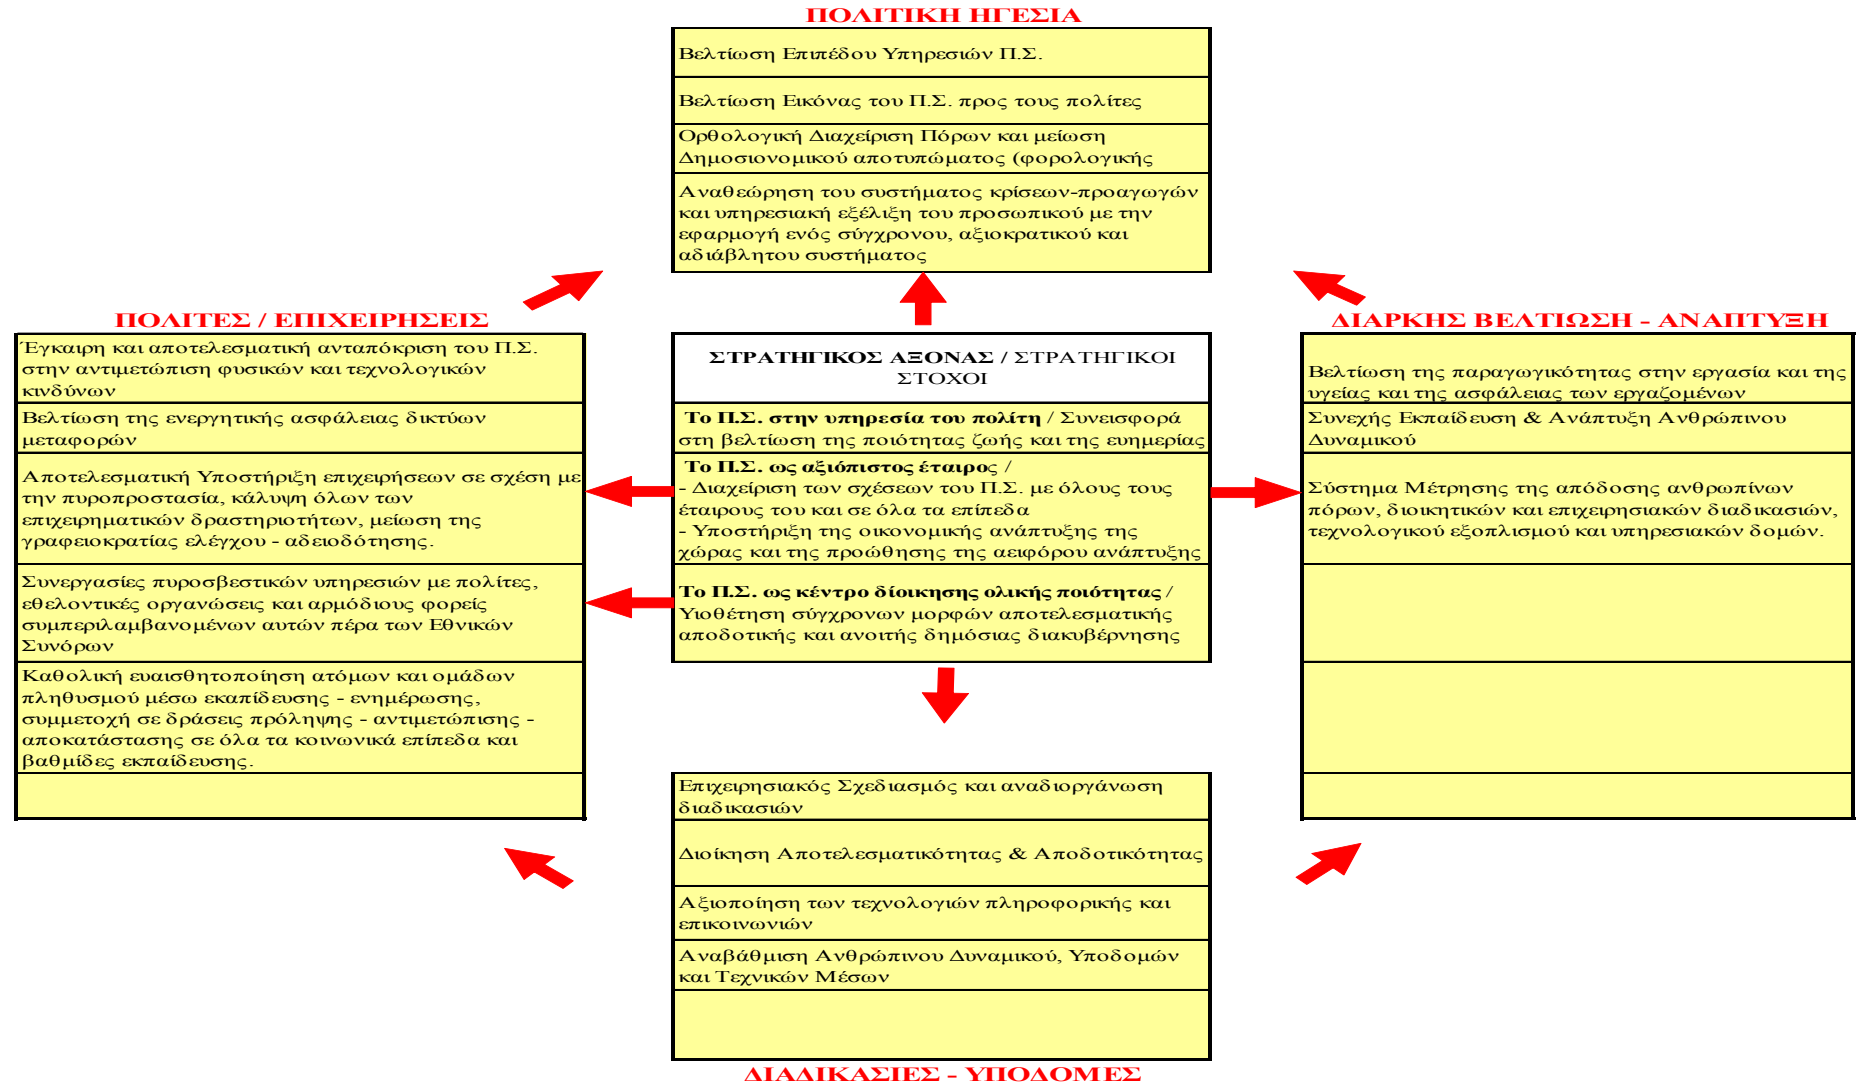 ΠΟΛΙΤΙΚΗ ΗΓΕΣΙΑ
Βελτίωση Επιπέδου Υπηρεσιών Π.Σ.
Βελτίωση Εικόνας του Π.Σ. προς τους πολίτες
Ορθολογική Διαχείριση Πόρων και μείωση
Δημοσιονομικού αποτυπώματος (φορολογικής
Αναθεώρηση του συστήματος κρίσεων-προαγωγών
και υπηρεσιακή εξέλιξη του προσωπικού με την
εφαρμογή ενός σύγχρονου, αξιοκρατικού και
αδιάβλητου συστήματος
ΠΟΛΙΤΕΣ / ΕΠΙΧΕΙΡΗΣΕΙΣ
Έγκαιρη και αποτελεσματική ανταπόκριση του Π.Σ.
στην αντιμετώπιση φυσικών και τεχνολογικών
κινδύνων
Βελτίωση της ενεργητικής ασφάλειας δικτύων
μεταφορών
Αποτελεσματική Υποστήριξη επιχειρήσεων σε σχέση με
την πυροπροστασία, κάλυψη όλων των
επιχειρηματικών δραστηριοτήτων, μείωση της
γραφειοκρατίας ελέγχου - αδειοδότησης.
Συνεργασίες πυροσβεστικών υπηρεσιών με πολίτες,
εθελοντικές οργανώσεις και αρμόδιους φορείς
συμπεριλαμβανομένων αυτών πέρα των Εθνικών
Συνόρων
Καθολική ευαισθητοποίηση ατόμων και ομάδων
πληθυσμού μέσω εκαπίδευσης - ενημέρωσης,
συμμετοχή σε δράσεις πρόληψης - αντιμετώπισης -
αποκατάστασης σε όλα τα κοινωνικά επίπεδα και
βαθμίδες εκπαίδευσης.
ΣΤΡΑΤΗΓΙΚΟΣ ΑΞΟΝΑΣ / ΣΤΡΑΤΗΓΙΚΟΙ
ΣΤΟΧΟΙ
Το Π.Σ. στην υπηρεσία του πολίτη / Συνεισφορά
στη βελτίωση της ποιότητας ζωής και της ευημερίας
Το Π.Σ. ως αξιόπιστος έταιρος /
- Διαχείριση των σχέσεων του Π.Σ. με όλους τους
έταιρους του και σε όλα τα επίπεδα
- Υποστήριξη της οικονομικής ανάπτυξης της
χώρας και της προώθησης της αειφόρου ανάπτυξης
Το Π.Σ. ως κέντρο δίοικησης ολικής ποιότητας /
Υιοθέτηση σύγχρονων μορφών αποτελεσματικής
αποδοτικής και ανοιτής δημόσιας διακυβέρνησης
ΔΙΑΡΚΗΣ ΒΕΛΤΙΩΣΗ - ΑΝΑΠΤΥΞΗ
Βελτίωση της παραγωγικότητας στην εργασία και της
υγείας και της ασφάλειας των εργαζομένων
Συνεχής Εκπαίδευση & Ανάπτυξη Ανθρώπινου
Δυναμικού
Σύστημα Μέτρησης της απόδοσης ανθρωπίνων
πόρων, διοικητικών και επιχειρησιακών διαδικασιών,
τεχνολογικού εξοπλισμού και υπηρεσιακών δομών.
Επιχειρησιακός Σχεδιασμός και αναδιοργάνωση
διαδικασιών
Διοίκηση Αποτελεσματικότητας & Αποδοτικότητας
Αξιοποίηση των τεχνολογιών πληροφορικής και
επικοινωνιών
Αναβάθμιση Ανθρώπινου Δυναμικού, Υποδομών
και Τεχνικών Μέσων
ΔΙΑΔΙΚΑΣΙΕΣ - ΥΠΟΔΟΜΕΣ